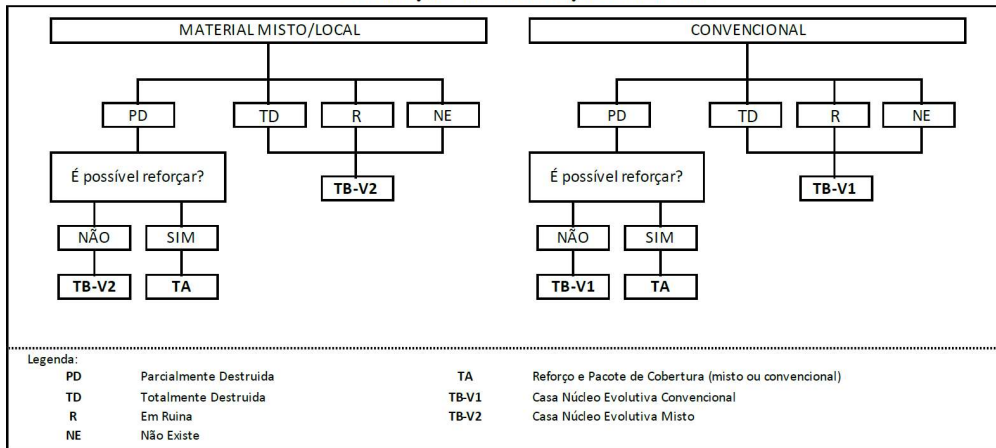 MATERIAL MISTO/LOCAL
CONVENCIONAL
PD TD R NE
PD TD R NE
É possível reforçar?
TB-V2
É possível reforçar?
TB-V1
NÃO SIM
NÃO SIM
TB-V2 TA
TB-V1 TA
Legenda:
PD Parcialmente Destruida
TD Totalmente Destruida
R Em Ruina
NE Não Existe
TA Reforço e Pacote de Cobertura (misto ou convencional)
TB-V1 Casa Núcleo Evolutiva Convencional
TB-V2 Casa Núcleo Evolutiva Misto